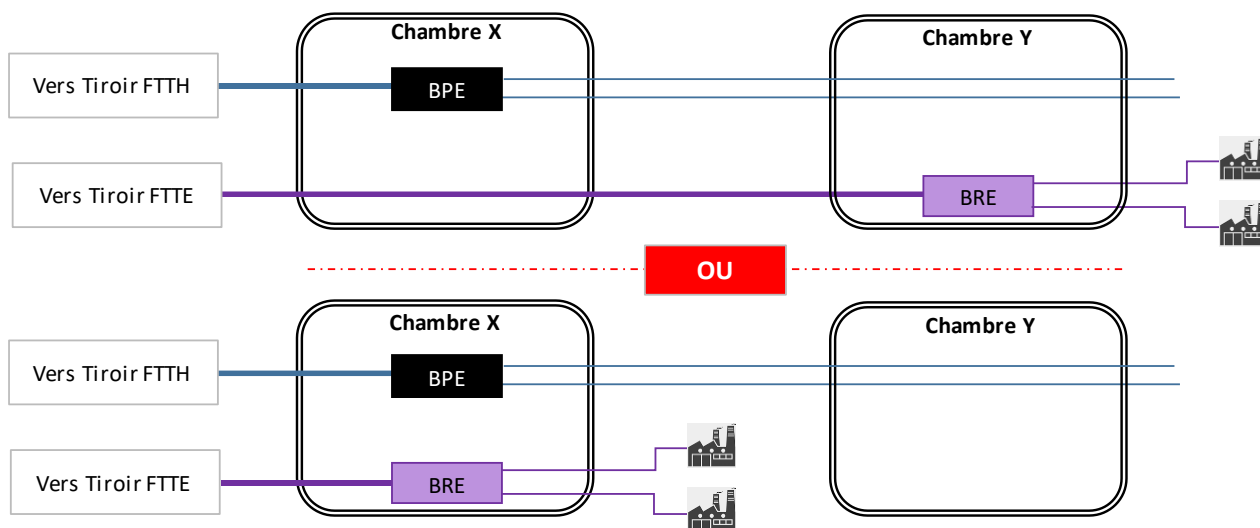 Chambre X
Chambre Y
Vers Tiroir FTTH
BPE
Vers Tiroir FTTE
BRE
OU
Chambre X
Chambre Y
Vers Tiroir FTTH
BPE
Vers Tiroir FTTE
BRE